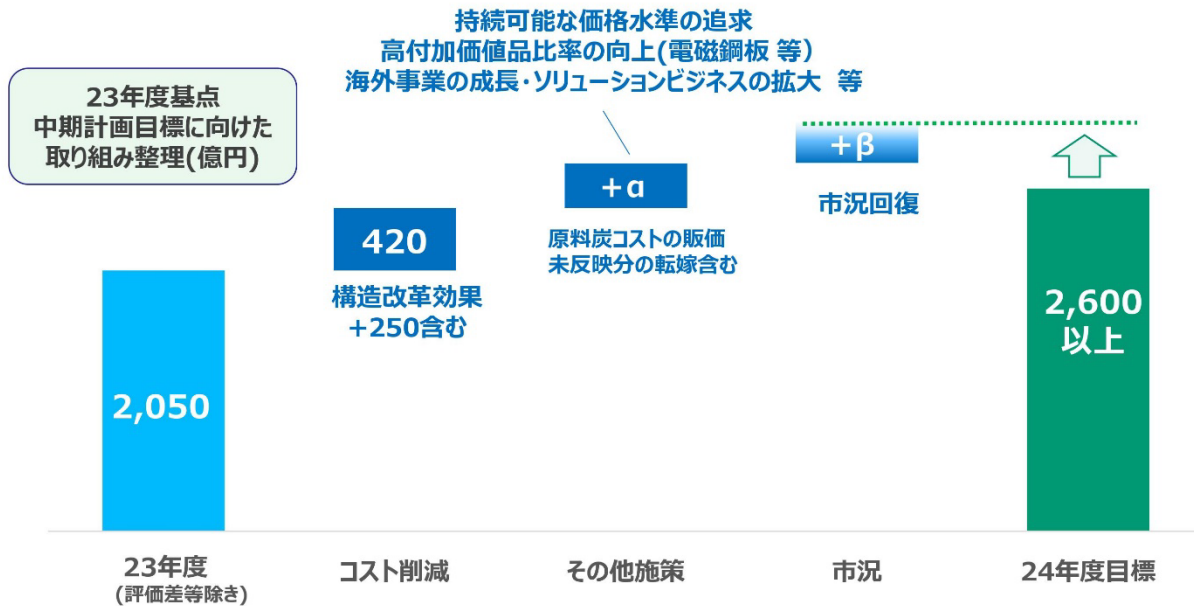 持続可能な価格水準の追求
高付加価値品比率の向上(電磁鋼板 等）
海外事業の成長・ソリューションビジネスの拡大 等
23年度基点
中期計画目標に向けた
取り組み整理(億円)
+β
+α
市況回復
420
原料炭コストの販価
未反映分の転嫁含む
構造改革効果
+250含む
2,600
以上
2,050
23年度
(評価差等除き)
コスト削減
その他施策
市況
24年度目標